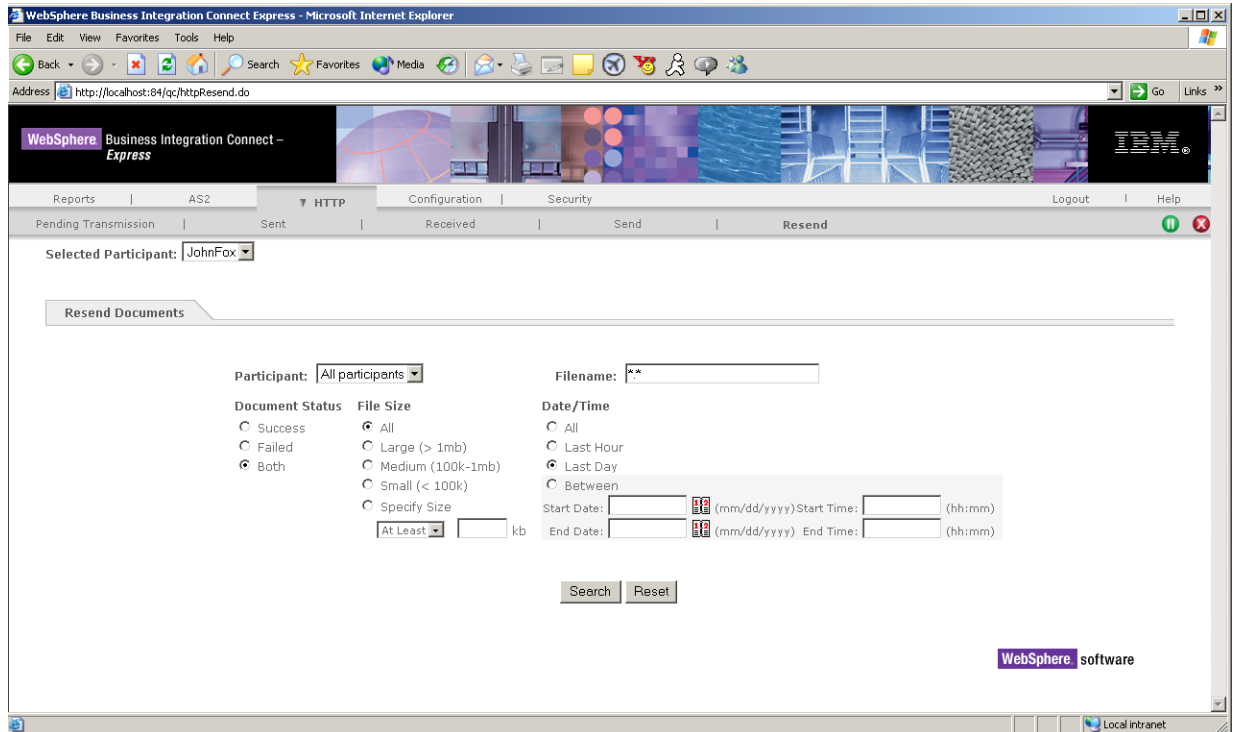 WebSphere Business Integration Connect Express - Microsoft Internet Explorer
File Edit View Favorites Tools Help
Back Search Favorites Media
Address http://localhost:84/qc/httpResend.do Go Links »
WebSphere. Business Integration Connect –
Express
IBM®
Reports | AS2 HTTP Configuration | Security Logout | Help
Pending Transmission | Sent | Received | Send | Resend
Selected Participant: JohnFox
Resend Documents
Participant: All participants Filename: *.*
Document Status File Size Date/Time
Success All All
Failed Large (> 1mb) Last Hour
Both Medium (100k-1mb) Last Day
Small (< 100k) Between
Specify Size Start Date: (mm/dd/yyyy) Start Time: (hh:mm)
At Least kb End Date: (mm/dd/yyyy) End Time: (hh:mm)
Search Reset
WebSphere. software
Local intranet